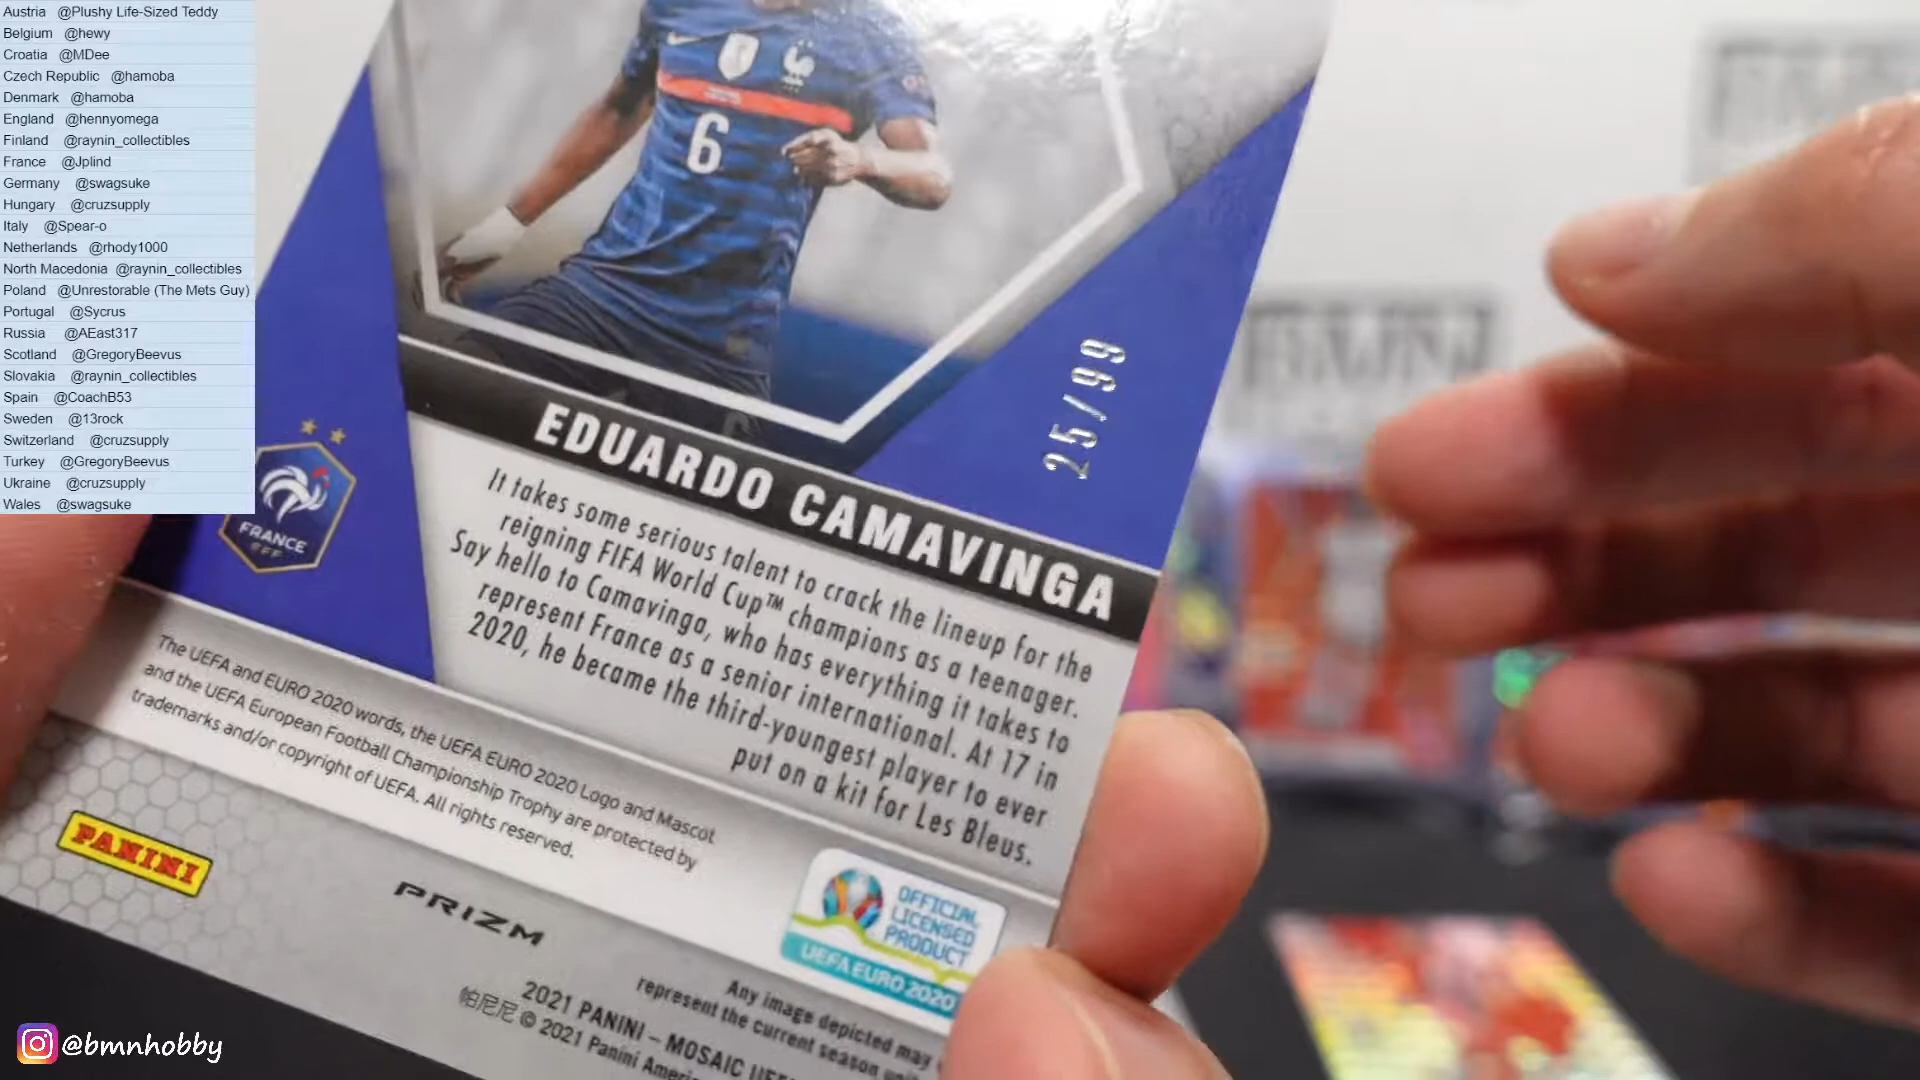 Austria @Plushy Life-Sized Teddy
Belgium @hewy
Croatia @MDee
Czech Republic @hamoba
Denmark @hamoba
England @hennyomega
Finland @raynin_collectibles
France @Jplind
Germany @swagsuke
Hungary @cruzsupply
Italy @Spear-o
Netherlands @rhody1000
North Macedonia @raynin_collectibles
Poland @Unrestorable (The Mets Guy)
Portugal @Sycrus
Russia @AEast317
Scotland @GregoryBeevus
Slovakia @raynin_collectibles
Spain @CoachB53
Sweden @13rock
Switzerland @cruzsupply
Turkey @GregoryBeevus
Ukraine @cruzsupply
Wales @swagsuke
6
25/99
FRANCE
FFF
EDUARDO CAMAVINGA
It takes some serious talent to crack the lineup for the
reigning FIFA World Cup™ champions as a teenager.
Say hello to Camavinga, who has everything it takes to
represent France as a senior international. At 17 in
2020, he became the third-youngest player to ever
put on a kit for Les Bleus.
The UEFA and EURO 2020 words, the UEFA EURO 2020 Logo and Mascot
and the UEFA European Football Championship Trophy are protected by
trademarks and/or copyright of UEFA. All rights reserved.
PANINI
PRIZM
OFFICIAL
LICENSED
PRODUCT
UEFA EURO 2020
Any image depicted may
represent the current season
2021 PANINI – MOSAIC
帕尼尼 © 2021 Panini
@bmnhobby